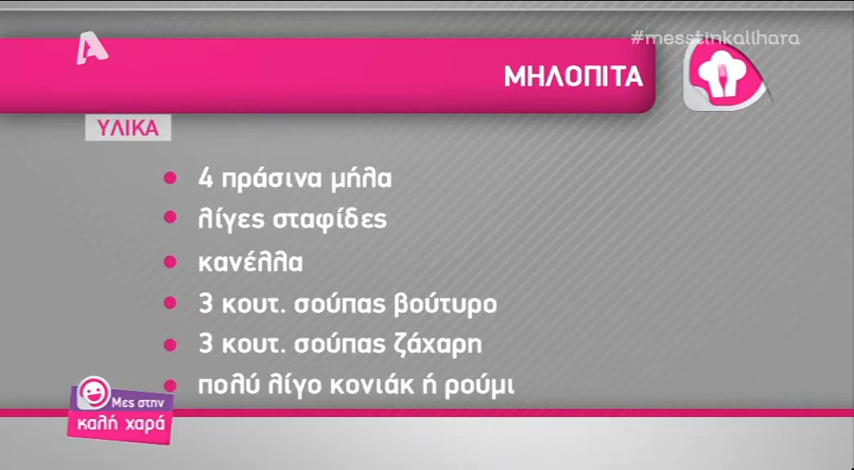 #messtinkalihara
ΜΗΛΟΠΙΤΑ
ΥΛΙΚΑ
4 πράσινα μήλα
λίγες σταφίδες
κανέλλα
3 κουτ. σούπας βούτυρο
3 κουτ. σούπας ζάχαρη
πολύ λίγο κονιάκ ή ρούμι
Μες στην
καλή χαρά